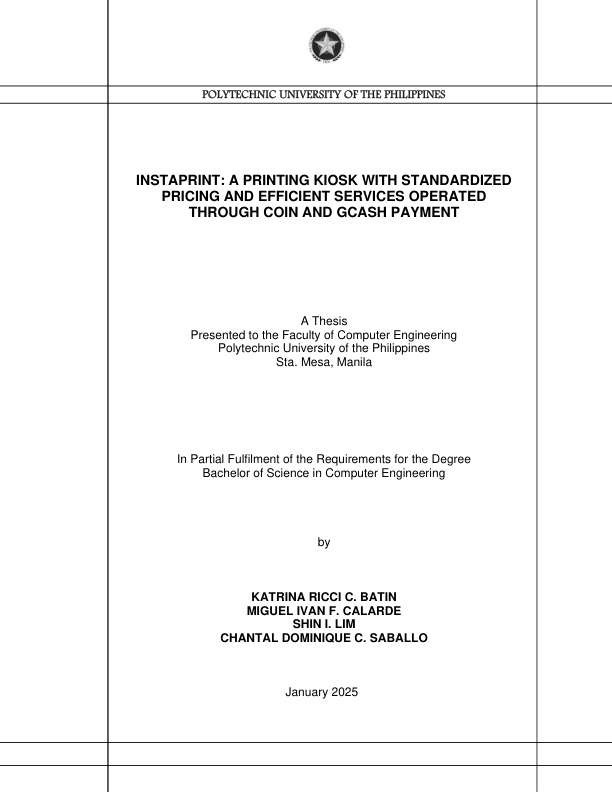 POLYTECHNIC UNIVERSITY OF THE PHILIPPINES
INSTAPRINT: A PRINTING KIOSK WITH STANDARDIZED
PRICING AND EFFICIENT SERVICES OPERATED
THROUGH COIN AND GCASH PAYMENT
A Thesis
Presented to the Faculty of Computer Engineering
Polytechnic University of the Philippines
Sta. Mesa, Manila
In Partial Fulfilment of the Requirements for the Degree
Bachelor of Science in Computer Engineering
by
KATRINA RICCI C. BATIN
MIGUEL IVAN F. CALARDE
SHIN I. LIM
CHANTAL DOMINIQUE C. SABALLO
January 2025